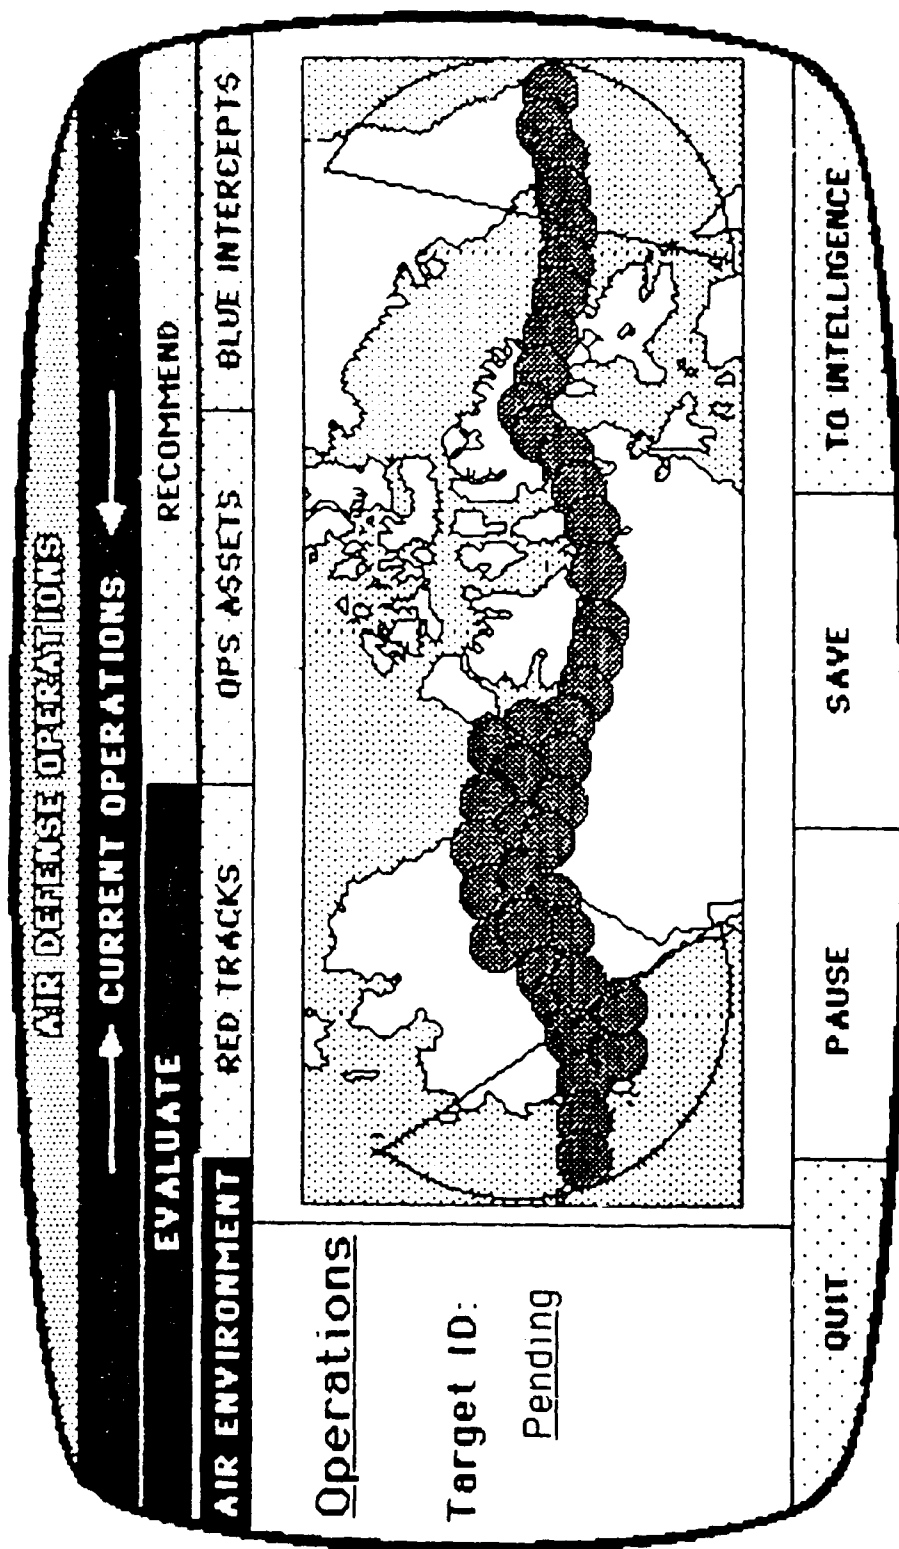 AIR DEFENSE OPERATIONS
CURRENT OPERATIONS
EVALUATE RECOMMEND
AIR ENVIRONMENT RED TRACKS OPS ASSETS BLUE INTERCEPTS
Operations
Target ID:
Pending
QUIT PAUSE SAVE TO INTELLIGENCE